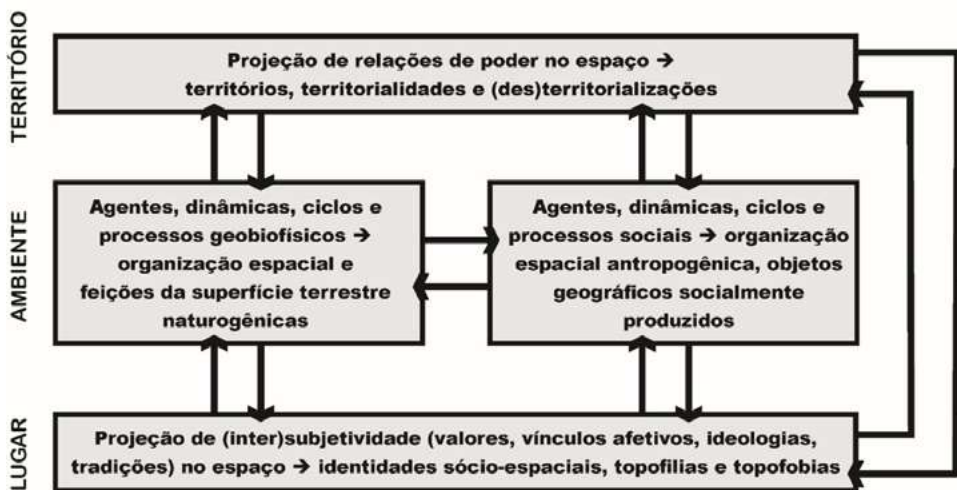 TERRITÓRIO
Projeção de relações de poder no espaço →
territórios, territorialidades e (des)territorializações
AMBIENTE
Agentes, dinâmicas, ciclos e
processos geobiofísicos →
organização espacial e
feições da superfície terrestre
naturogênicas
Agentes, dinâmicas, ciclos e
processos sociais → organização
espacial antropogênica, objetos
geográficos socialmente
produzidos
LUGAR
Projeção de (inter)subjetividade (valores, vínculos afetivos, ideologias,
tradições) no espaço → identidades sócio-espaciais, topofilias e topofobias